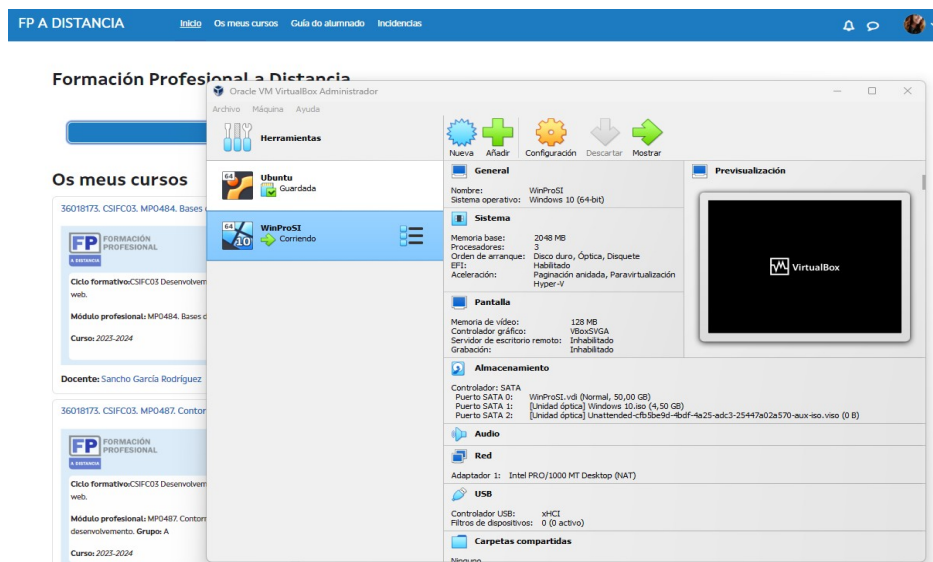 FP A DISTANCIA
Inicio Os meus cursos Guía do alumnado Incidencias
Formación Profesional a Distancia
Os meus cursos
36018173. CSIFC03. MP0484. Bases
FP FORMACIÓN PROFESIONAL
A DISTANCIA
Ciclo formativo:CSIFC03 Desenvolvem
web.
Módulo profesional: MP0484. Bases d
Curso: 2023-2024
Docente: Sancho García Rodríguez
36018173. CSIFC03. MP0487. Contor
FP FORMACIÓN PROFESIONAL
A DISTANCIA
Ciclo formativo:CSIFC03 Desenvolvem
web.
Módulo profesional: MP0487. Contorn
desenvolvemento. Grupo: A
Curso: 2023-2024
Oracle VM VirtualBox Administrador
Archivo Máquina Ayuda
Herramientas
64 Ubuntu
Guardada
64 10 WinProSI
Corriendo
Nueva Añadir Configuración Descartar Mostrar
General
Nombre: WinProSI
Sistema operativo: Windows 10 (64-bit)
Sistema
Memoria base: 2048 MB
Procesadores: 3
Orden de arranque: Disco duro, Óptica, Disquete
EFI: Habilitado
Aceleración: Paginación anidada, Paravirtualización
Hyper-V
Pantalla
Memoria de vídeo: 128 MB
Controlador gráfico: VBoxSVGA
Servidor de escritorio remoto: Inhabilitado
Grabación: Inhabilitado
Previsualización
VirtualBox
Almacenamiento
Controlador: SATA
Puerto SATA 0: WinProSI.vdi (Normal, 50,00 GB)
Puerto SATA 1: [Unidad óptica] Windows 10.iso (4,50 GB)
Puerto SATA 2: [Unidad óptica] Unattended-cfb5be9d-4bdf-4a25-adc3-25447a02a570-aux-iso.viso (0 B)
Audio
Red
Adaptador 1: Intel PRO/1000 MT Desktop (NAT)
USB
Controlador USB: xHCI
Filtros de dispositivos: 0 (0 activo)
Carpetas compartidas
Ninguno